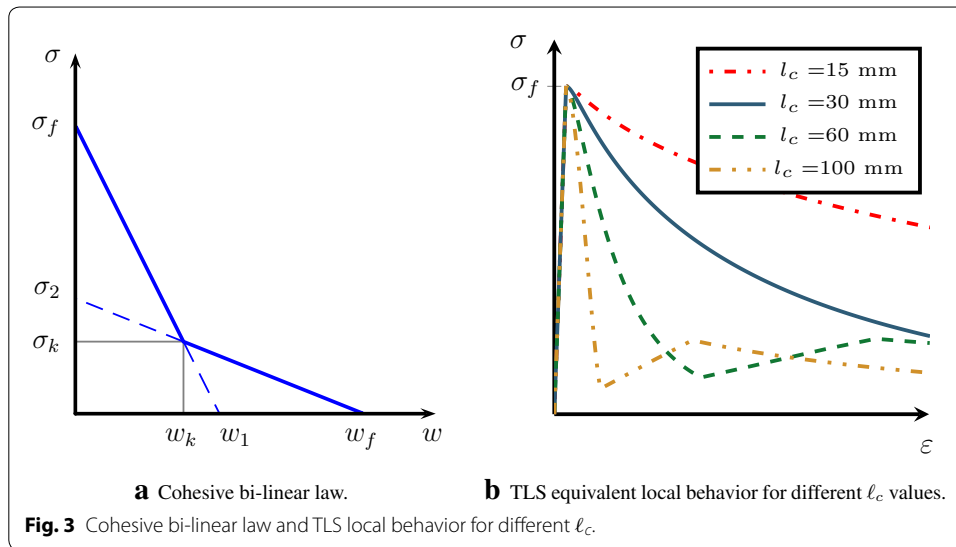 σ
σ_f
σ_2
σ_k
w_k w_1 w_f w
a Cohesive bi-linear law.
σ
σ_f
l_c =15 mm
l_c =30 mm
l_c =60 mm
l_c =100 mm
ε
b TLS equivalent local behavior for different ℓ_c values.
Fig. 3 Cohesive bi-linear law and TLS local behavior for different ℓ_c.